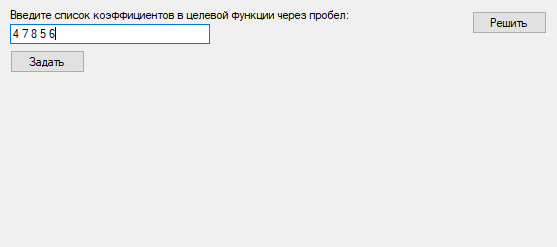 Введите список коэффициентов в целевой функции через пробел:
Решить
4 7 8 5 6
Задать